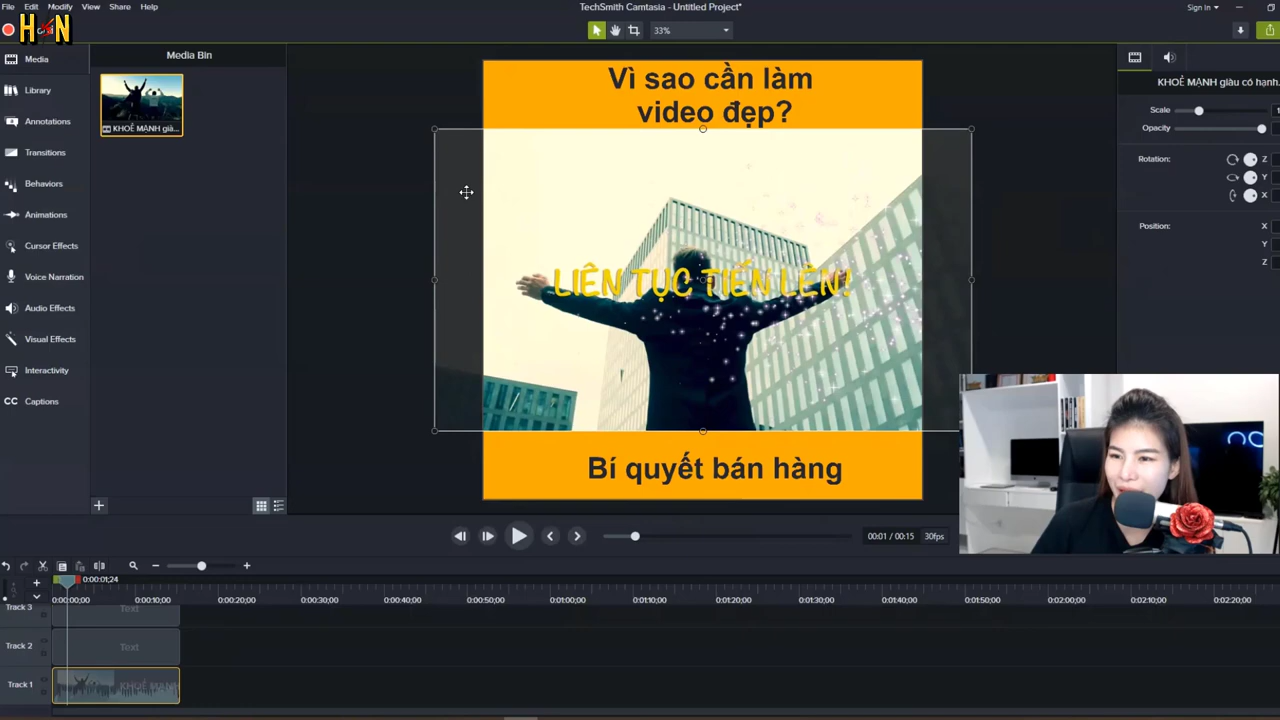 File Edit Modify View Share Help
TechSmith Camtasia - Untitled Project*
Sign In
HN
33%
Media
Library
Annotations
Transitions
Behaviors
Animations
Cursor Effects
Voice Narration
Audio Effects
Visual Effects
Interactivity
CC Captions
Media Bin
KHOẺ MẠNH già...
Vì sao cần làm
video đẹp?
LIÊN TỤC TIẾN LÊN!
Bí quyết bán hàng
KHOẺ MẠNH giàu có hạnh.
Scale
Opacity
Rotation: Z
Y
X
Position: X
Y
Z
00:01 / 00:15 30fps
0:00:01;24
0:00:00;00 0:00:10;00 0:00:20;00 0:00:30;00 0:00:40;00 0:00:50;00 0:01:00;00 0:01:10;00 0:01:20;00 0:01:30;00 0:01:40;00 0:01:50;00 0:02:00;00 0:02:10;00 0:02:20;00
Track 3 Text
Track 2 Text
Track 1 KHOẺ MẠNH